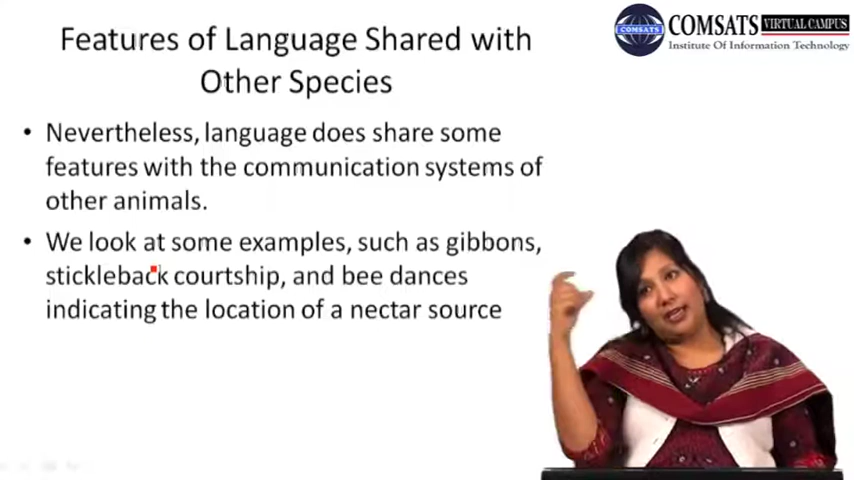 Features of Language Shared with
Other Species
COMSATS
COMSATS VIRTUAL CAMPUS
Institute Of Information Technology
• Nevertheless, language does share some
features with the communication systems of
other animals.
• We look at some examples, such as gibbons,
stickleback courtship, and bee dances
indicating the location of a nectar source